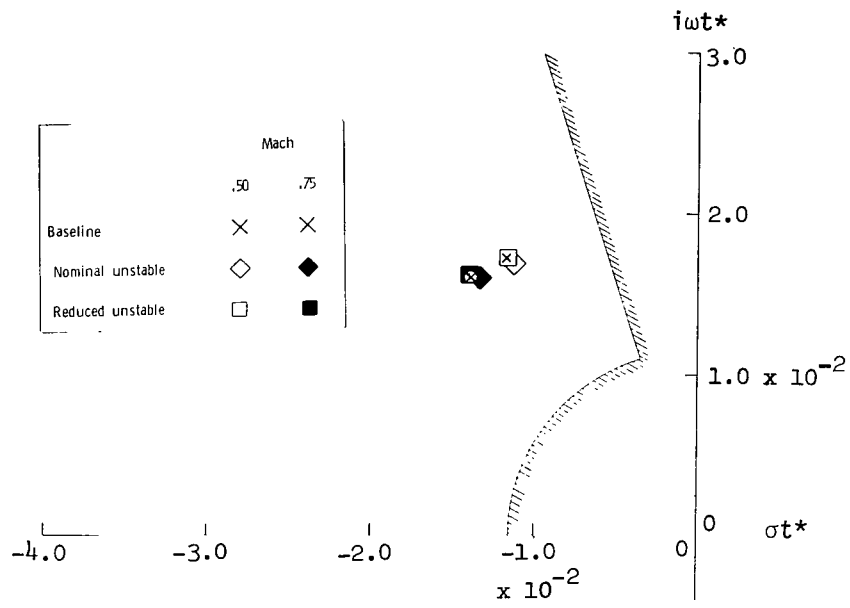 iωt*
3.0
Mach
.50 .75
2.0
Baseline
Nominal unstable
Reduced unstable
1.0 x 10-2
0 σt*
-4.0 -3.0 -2.0 -1.0 0
x 10-2